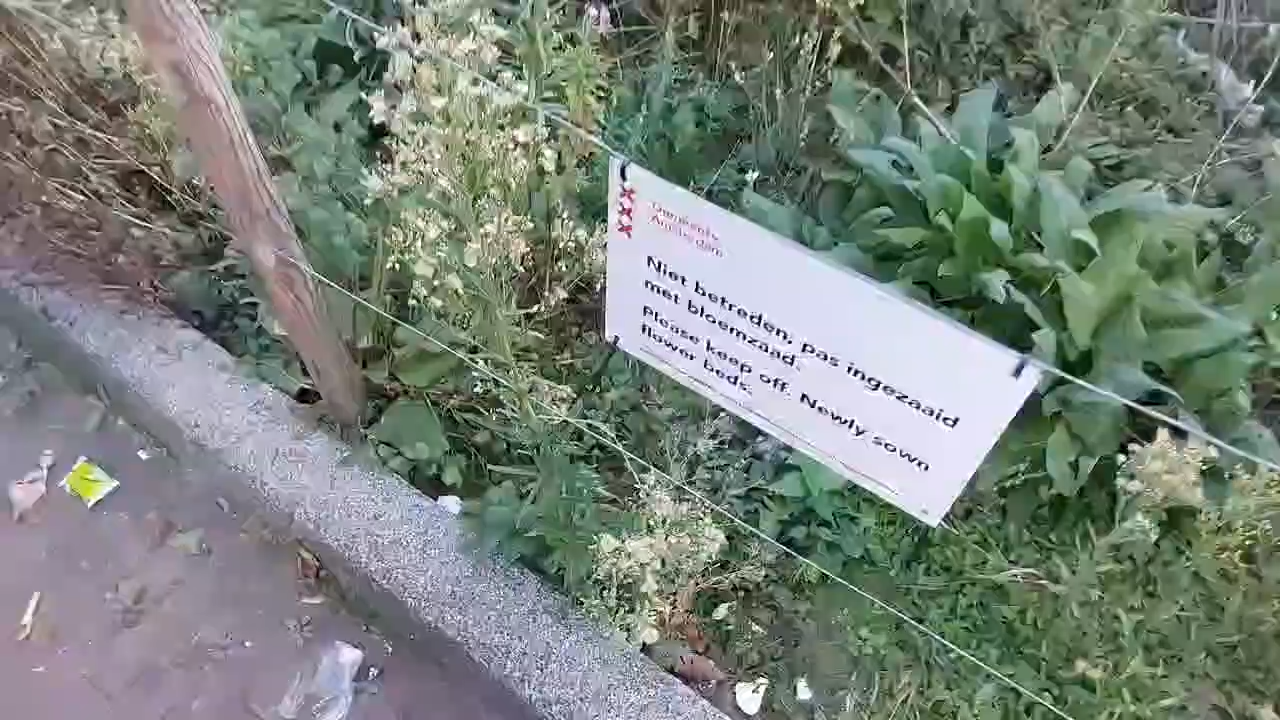 Gemeente
Amsterdam
Niet betreden, pas ingezaaid
met bloemzaad.
Please keep off. Newly sown
flower beds.